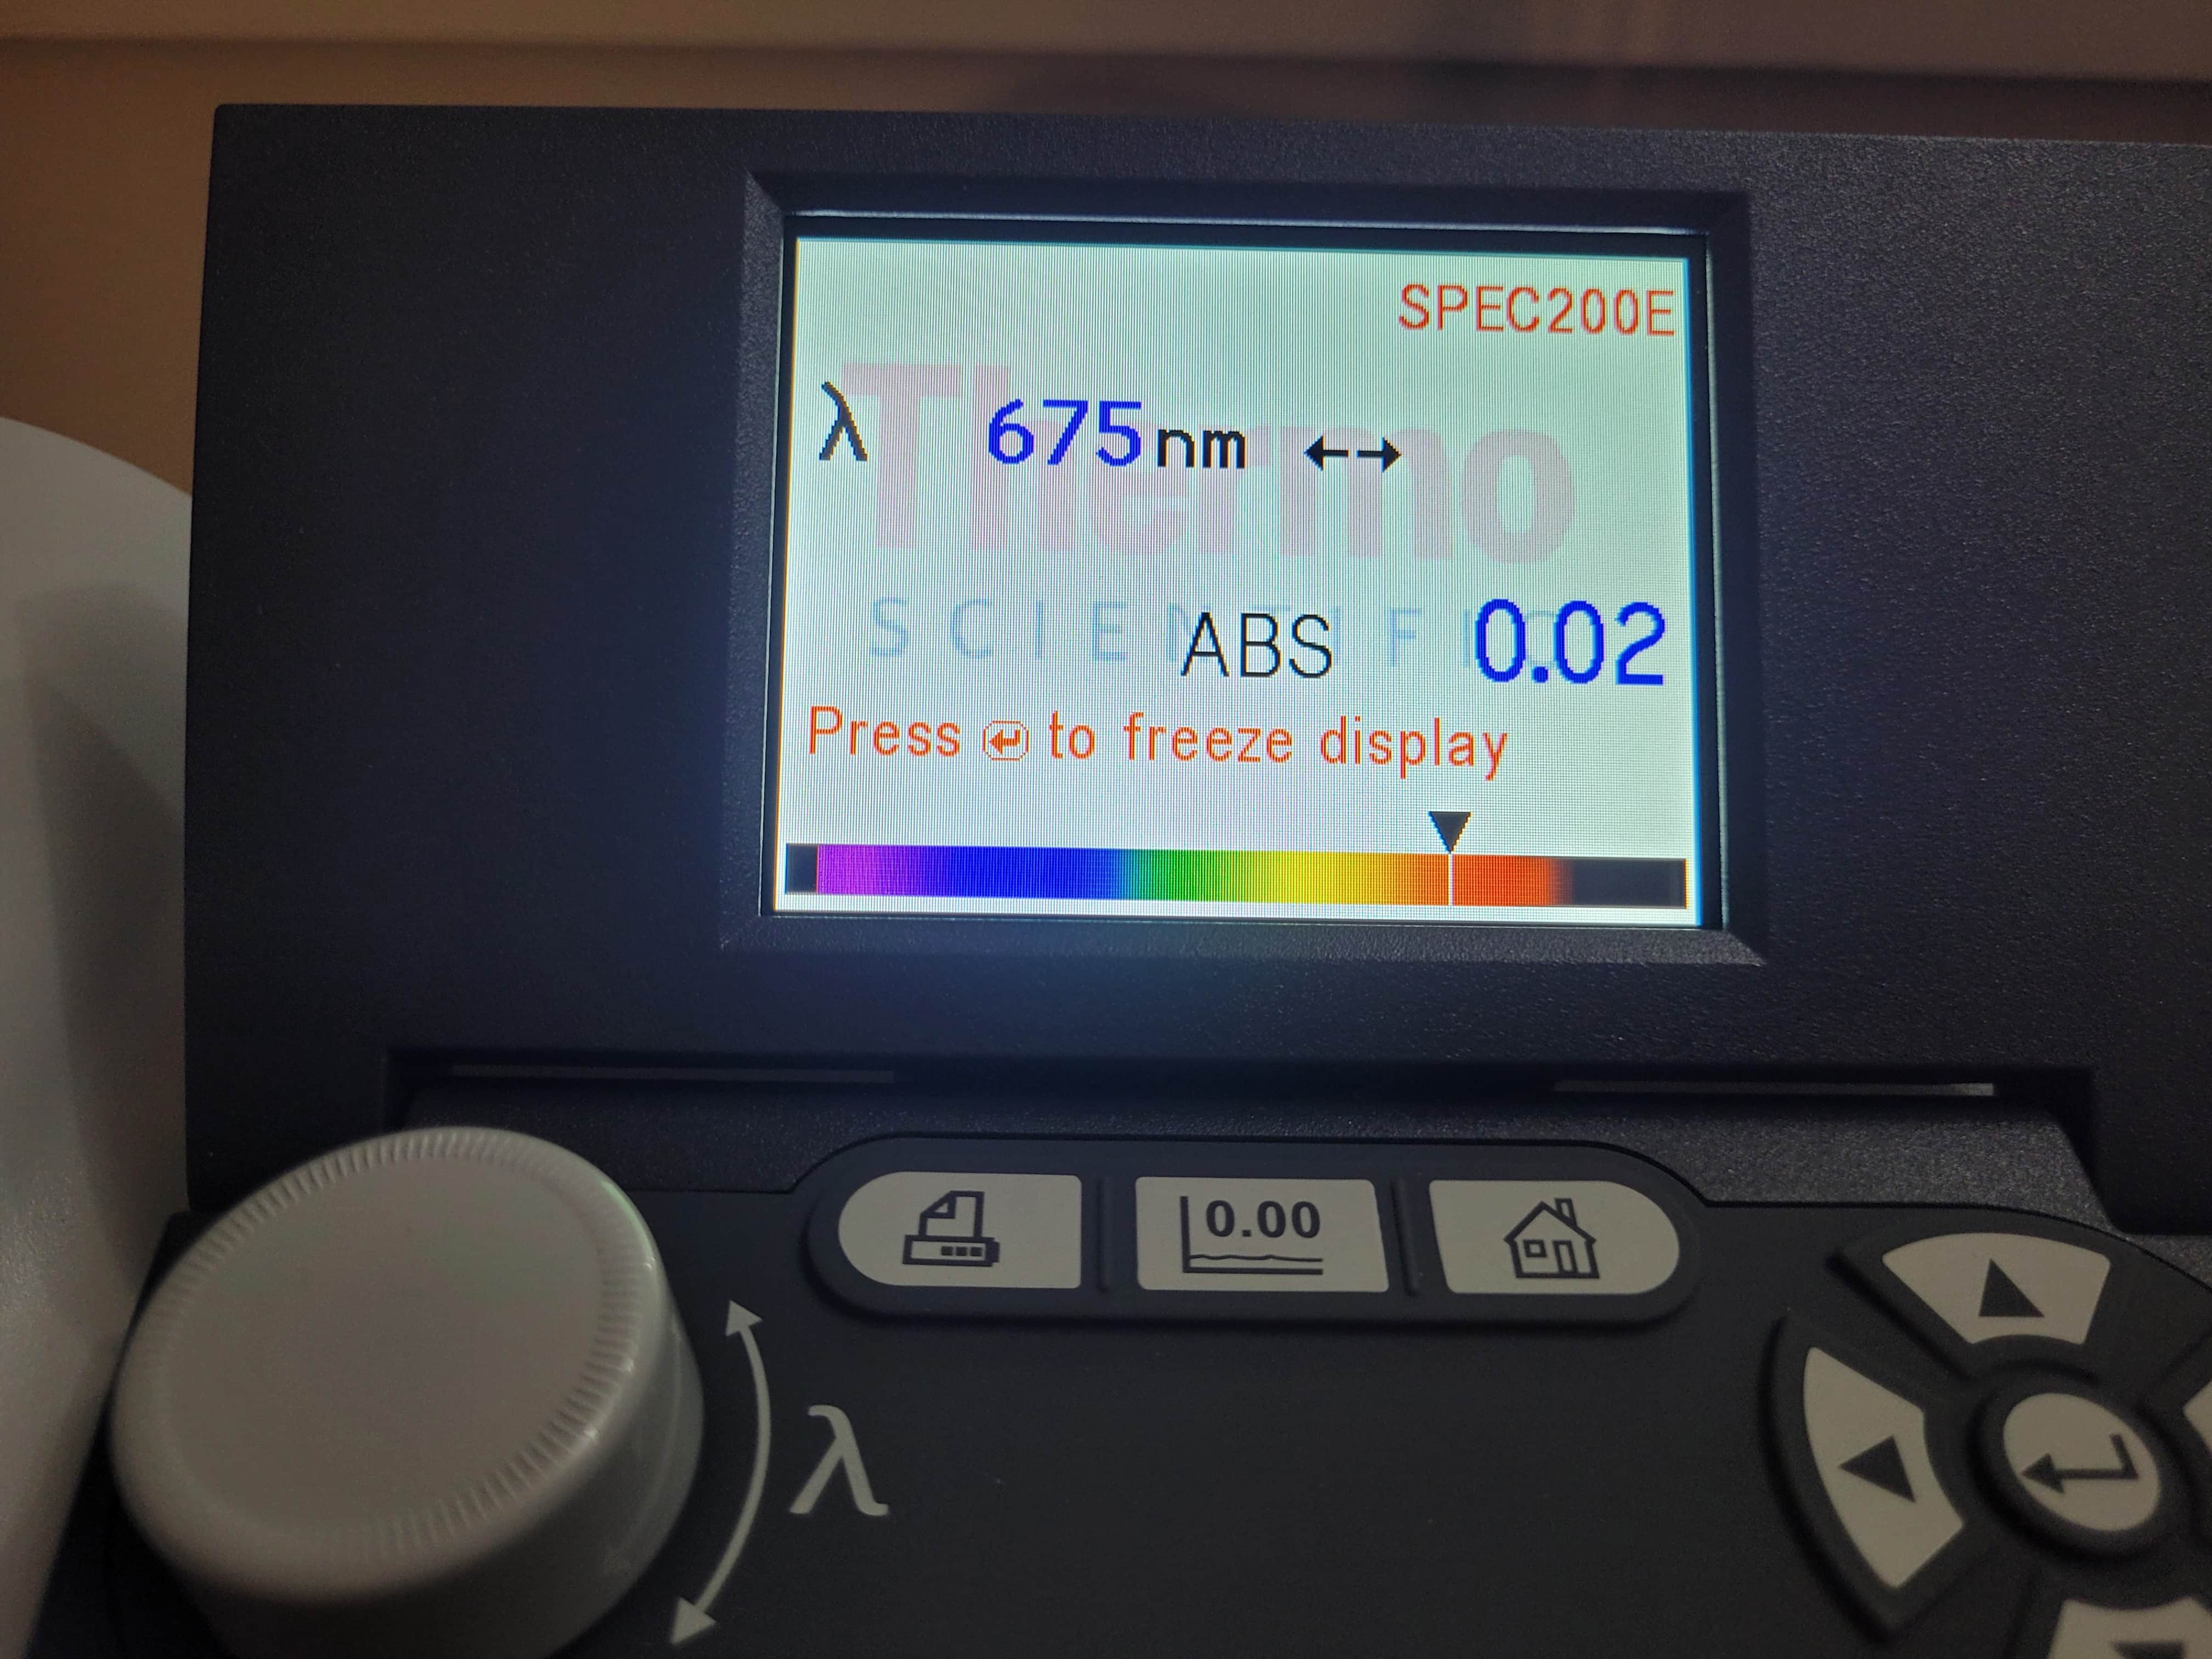 SPEC200E
λ 675nm ↔
Thermo
SCIENTIFIC
ABS 0.02
Press ↵ to freeze display
0.00
λ